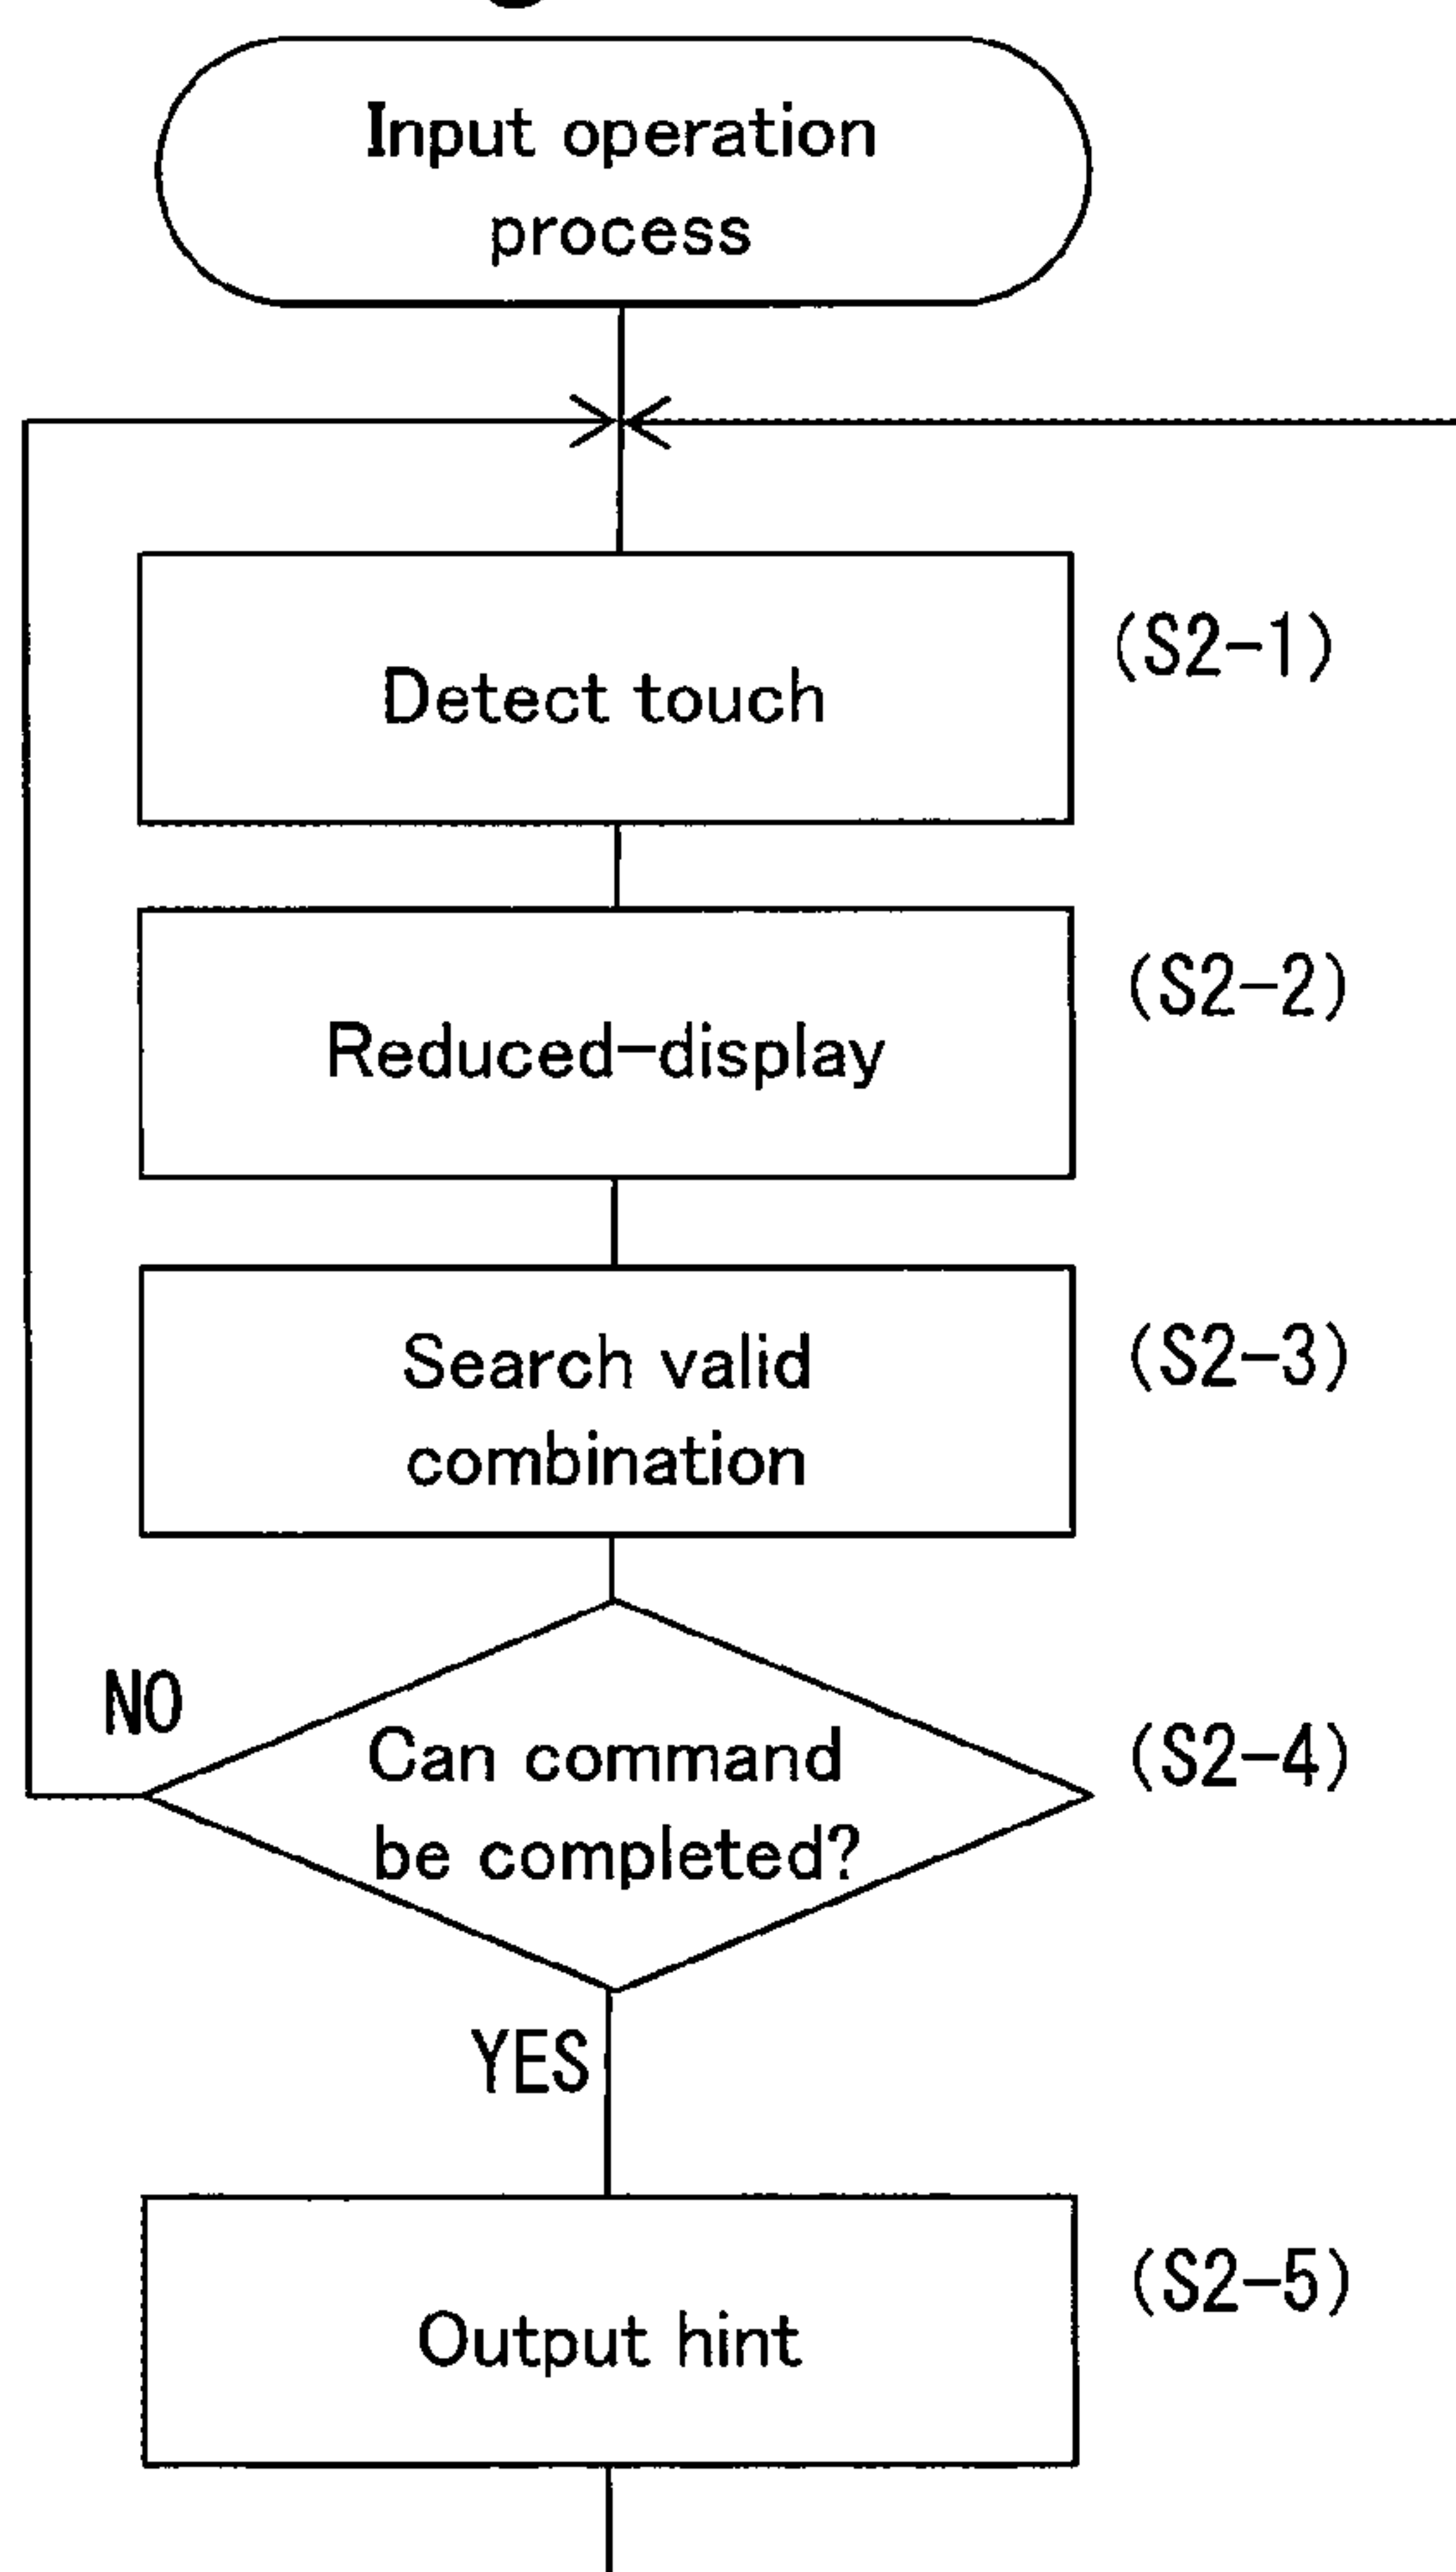 Input operation
process
Detect touch
(S2-1)
Reduced-display
(S2-2)
Search valid
combination
(S2-3)
NO
Can command
be completed?
(S2-4)
YES
Output hint
(S2-5)